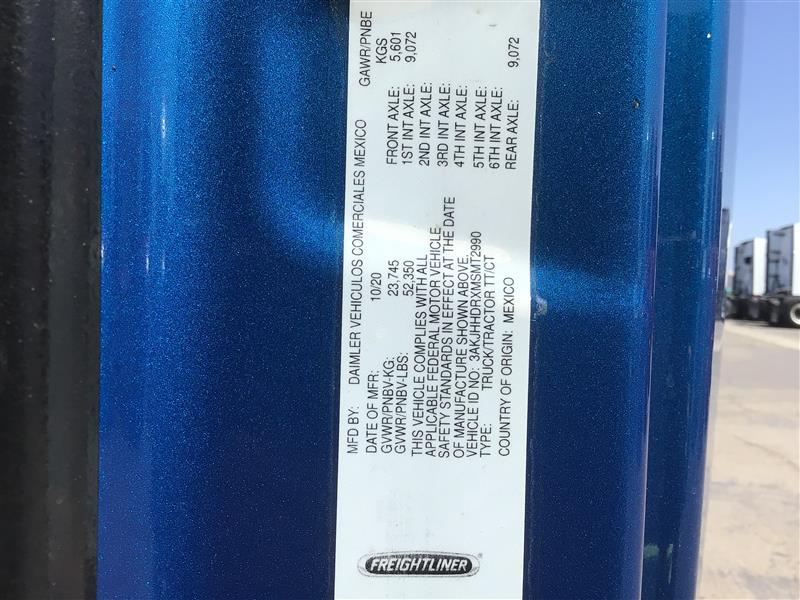 MFD BY: DAIMLER VEHICULOS COMERCIALES MEXICO GAWR/PNBE
DATE OF MFR: 10/20 KGS
GVWR/PNBV-KG: 23,745 FRONT AXLE: 5,601
GVWR/PNBV-LBS: 52,350 1ST INT AXLE: 9,072
THIS VEHICLE COMPLIES WITH ALL 2ND INT AXLE:
APPLICABLE FEDERAL MOTOR VEHICLE 3RD INT AXLE:
SAFETY STANDARDS IN EFFECT AT THE DATE 4TH INT AXLE:
OF MANUFACTURE SHOWN ABOVE. 5TH INT AXLE:
VEHICLE ID NO: 3AKJHHDRXMSMT2990 6TH INT AXLE:
TYPE: TRUCK/TRACTOR TT/CT REAR AXLE: 9,072
COUNTRY OF ORIGIN: MEXICO
FREIGHTLINER